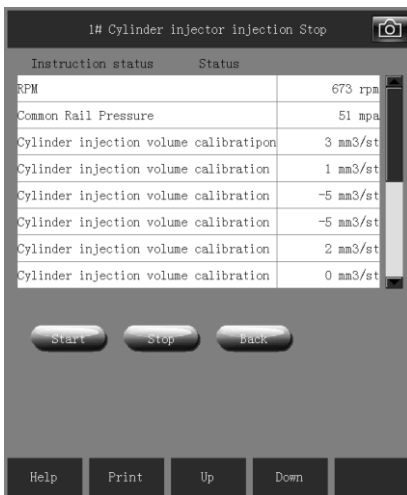 1# Cylinder injector injection Stop
Instruction status Status
RPM 673 rpm
Common Rail Pressure 51 mpa
Cylinder injection volume calibratipon 3 mm3/st
Cylinder injection volume calibration 1 mm3/st
Cylinder injection volume calibration -5 mm3/st
Cylinder injection volume calibration -5 mm3/st
Cylinder injection volume calibration 2 mm3/st
Cylinder injection volume calibration 0 mm3/st
Start Stop Back
Help Print Up Down